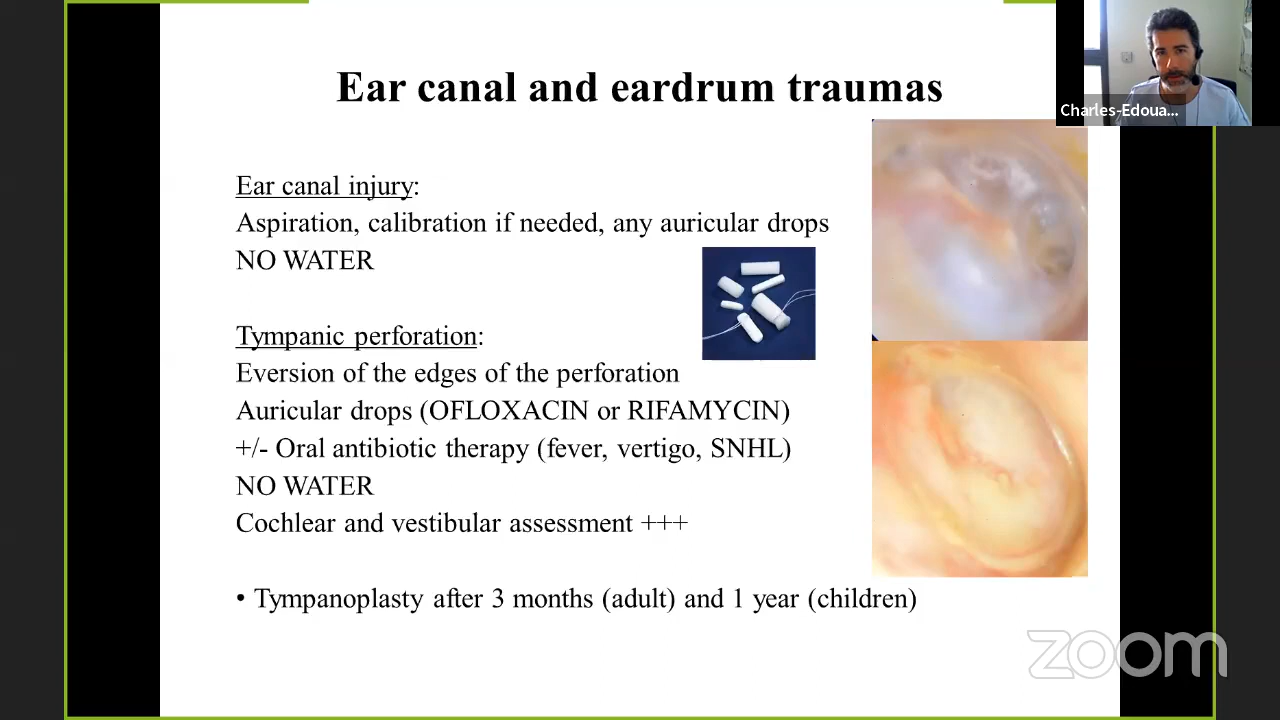 Ear canal and eardrum traumas
Charles-Edoua...
Ear canal injury:
Aspiration, calibration if needed, any auricular drops
NO WATER
Tympanic perforation:
Eversion of the edges of the perforation
Auricular drops (OFLOXACIN or RIFAMYCIN)
+/- Oral antibiotic therapy (fever, vertigo, SNHL)
NO WATER
Cochlear and vestibular assessment +++
• Tympanoplasty after 3 months (adult) and 1 year (children)
zoom